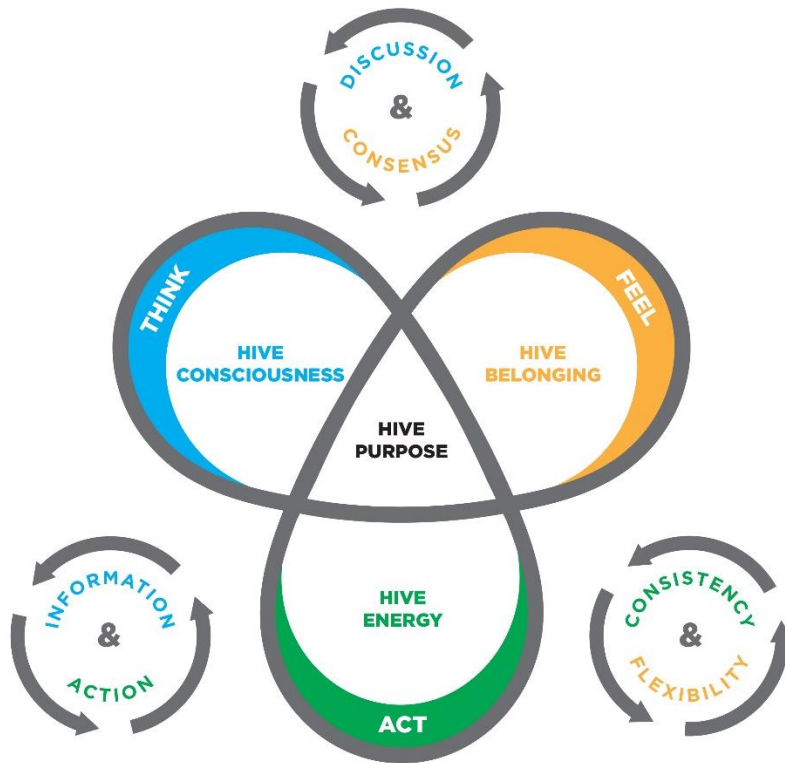 DISCUSSION
&
CONSENSUS
THINK
FEEL
HIVE
CONSCIOUSNESS
HIVE
BELONGING
HIVE
PURPOSE
INFORMATION
&
ACTION
HIVE
ENERGY
ACT
CONSISTENCY
&
FLEXIBILITY